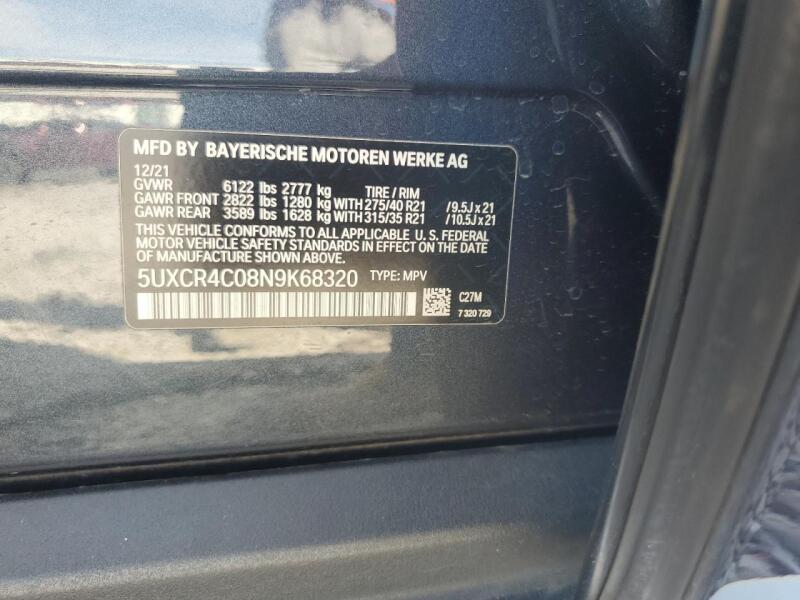 MFD BY BAYERISCHE MOTOREN WERKE AG
12/21
GVWR 6122 lbs 2777 kg TIRE / RIM
GAWR FRONT 2822 lbs 1280 kg WITH 275/40 R21 / 9.5J x 21
GAWR REAR 3589 lbs 1628 kg WITH 315/35 R21 / 10.5J x 21
THIS VEHICLE CONFORMS TO ALL APPLICABLE U. S. FEDERAL
MOTOR VEHICLE SAFETY STANDARDS IN EFFECT ON THE
DATE OF MANUFACTURE SHOWN ABOVE.
5UXCR4C08N9K68320 TYPE: MPV
C27M
7 320 729